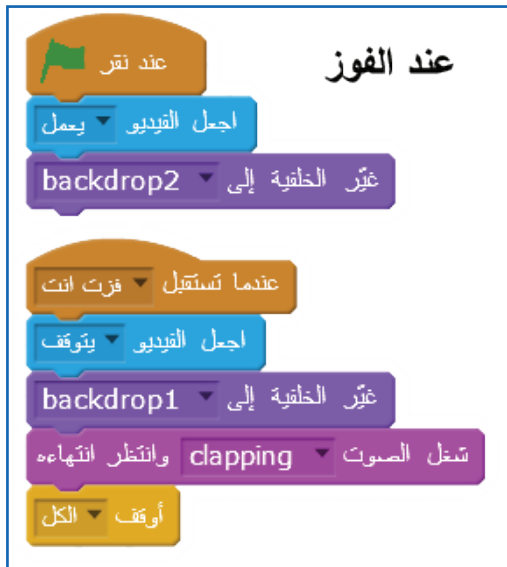 عند الفوز
عند نقر
اجعل الفيديو يعمل
غيّر الخلفية إلى backdrop2
عندما تستقبل فزت انت
اجعل الفيديو يتوقف
غيّر الخلفية إلى backdrop1
شغل الصوت clapping وانتظر انتهاءه
أوقف الكل